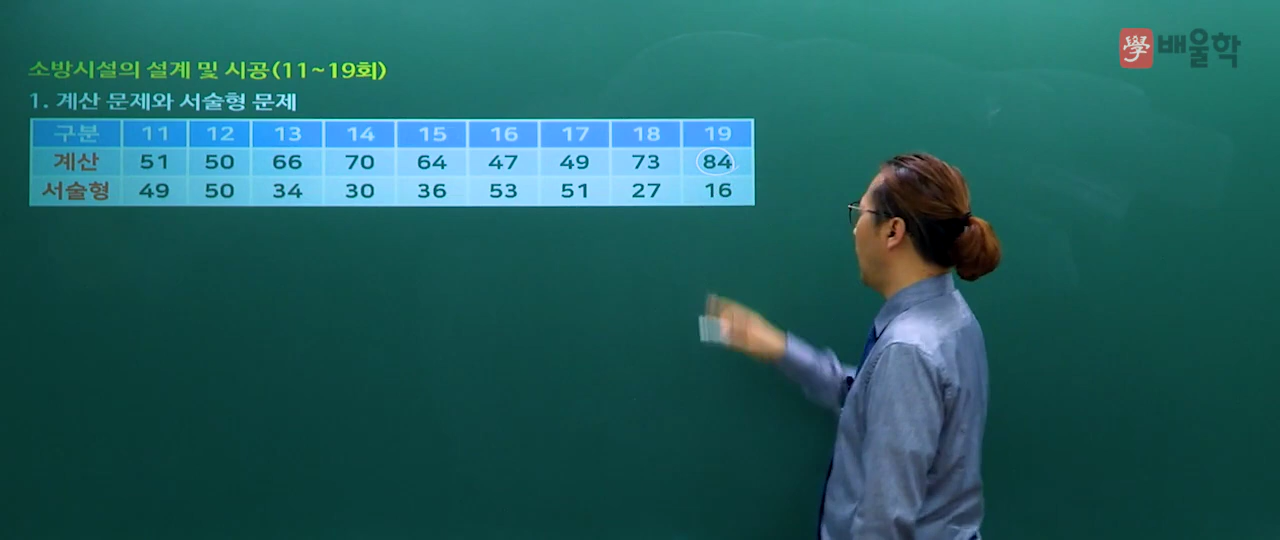 學 배울학
소방시설의 설계 및 시공(11~19회)
1. 계산 문제와 서술형 문제
구분 11 12 13 14 15 16 17 18 19
계산 51 50 66 70 64 47 49 73 84
서술형 49 50 34 30 36 53 51 27 16